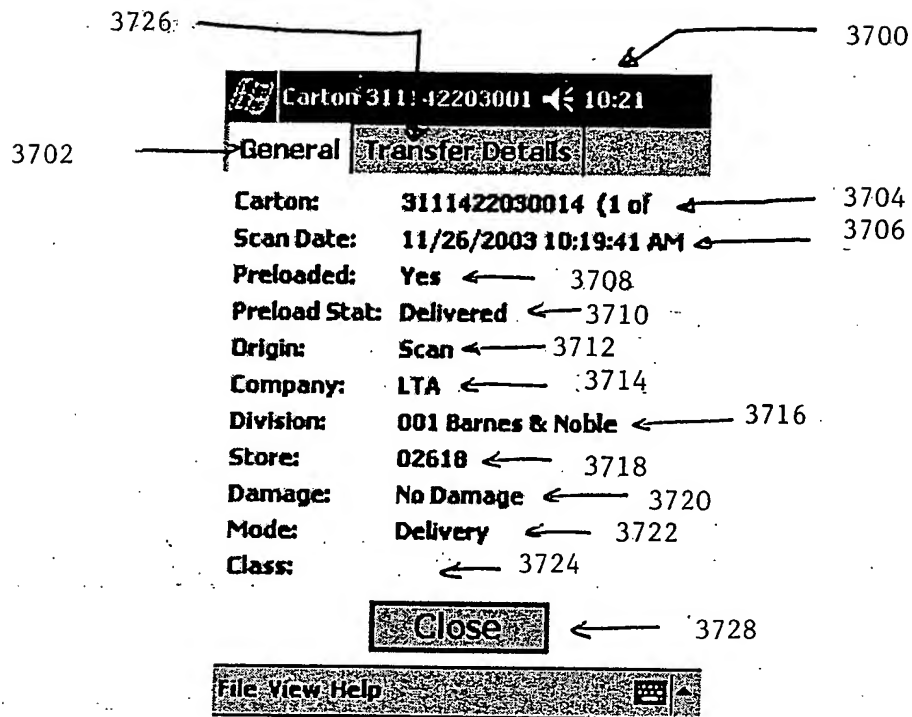 3726
3700
Carton 311142203001 10:21
3702 General Transfer Details
Carton: 3111422030014 (1 of 3704
Scan Date: 11/26/2003 10:19:41 AM 3706
Preloaded: Yes 3708
Preload Stat: Delivered 3710
Origin: Scan 3712
Company: LTA 3714
Division: 001 Barnes & Noble 3716
Store: 02618 3718
Damage: No Damage 3720
Mode: Delivery 3722
Class: 3724
Close 3728
File View Help